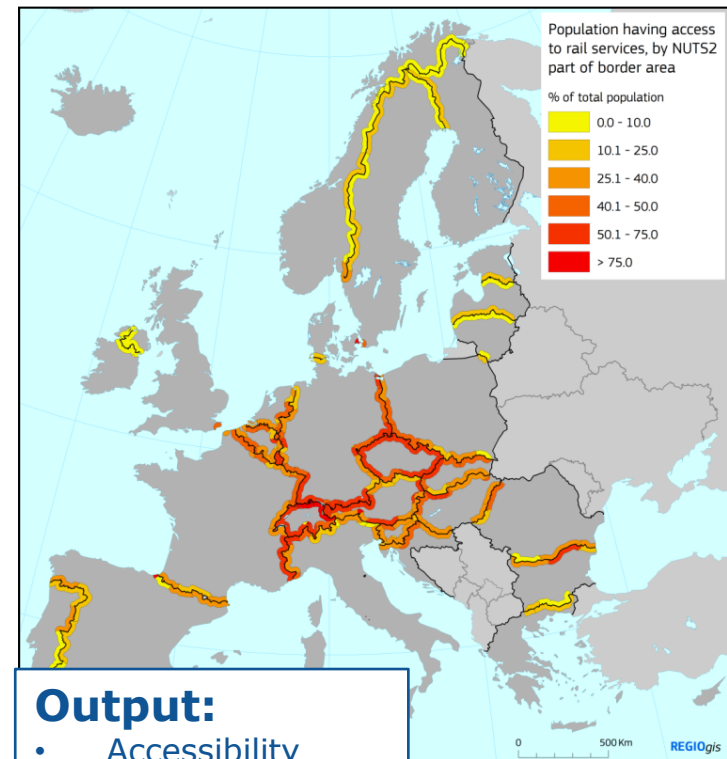 Population having access
to rail services, by NUTS2
part of border area
% of total population
0.0 - 10.0
10.1 - 25.0
25.1 - 40.0
40.1 - 50.0
50.1 - 75.0
> 75.0
Output:
• Accessibility
0 500 Km
REGIOgis